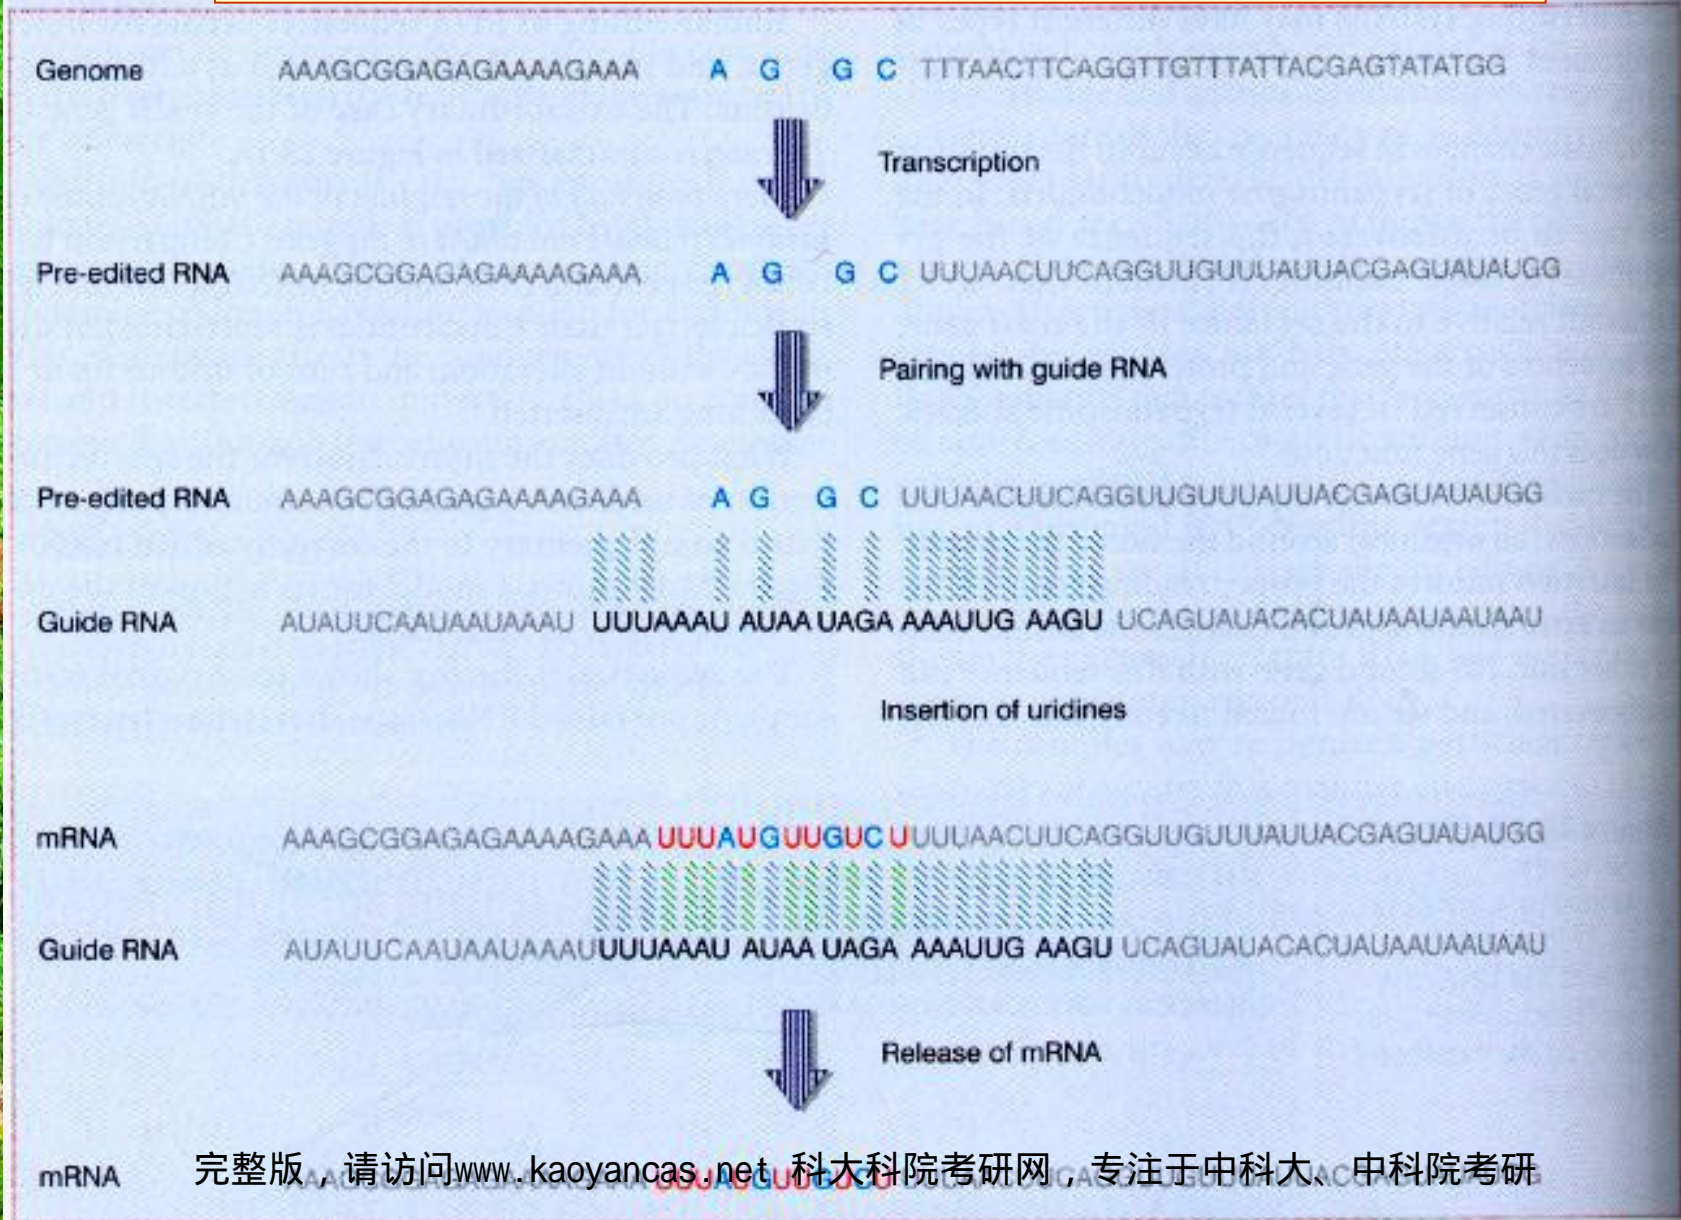 Genome AAAGCGGAGAGAAAAGAAA A G G C TTTAACTTCAGGTTGTTTATTACGAGTATATGG
Transcription
Pre-edited RNA AAAGCGGAGAGAAAAGAAA A G G C UUUAACUUCAGGUUGUUUAUUACGAGUAUAUGG
Pairing with guide RNA
Pre-edited RNA AAAGCGGAGAGAAAAGAAA A G G C UUUAACUUCAGGUUGUUUAUUACGAGUAUAUGG
Guide RNA AUAUUCAAUAAUAAAU UUUAAAU AUAA UAGA AAAUUG AAGU UCAGUAUACACUAUAAUAAUAAU
Insertion of uridines
mRNA AAAGCGGAGAGAAAAGAAA UUUAUGUUGUC UUUUAACUUCAGGUUGUUUAUUACGAGUAUAUGG
Guide RNA AUAUUCAAUAAUAAAUUUUAAAU AUAA UAGA AAAUUG AAGU UCAGUAUACACUAUAAUAAUAAU
Release of mRNA
mRNA
完整版，请访问www.kaoyancas.net 科大科院考研网，专注于中科大、中科院考研